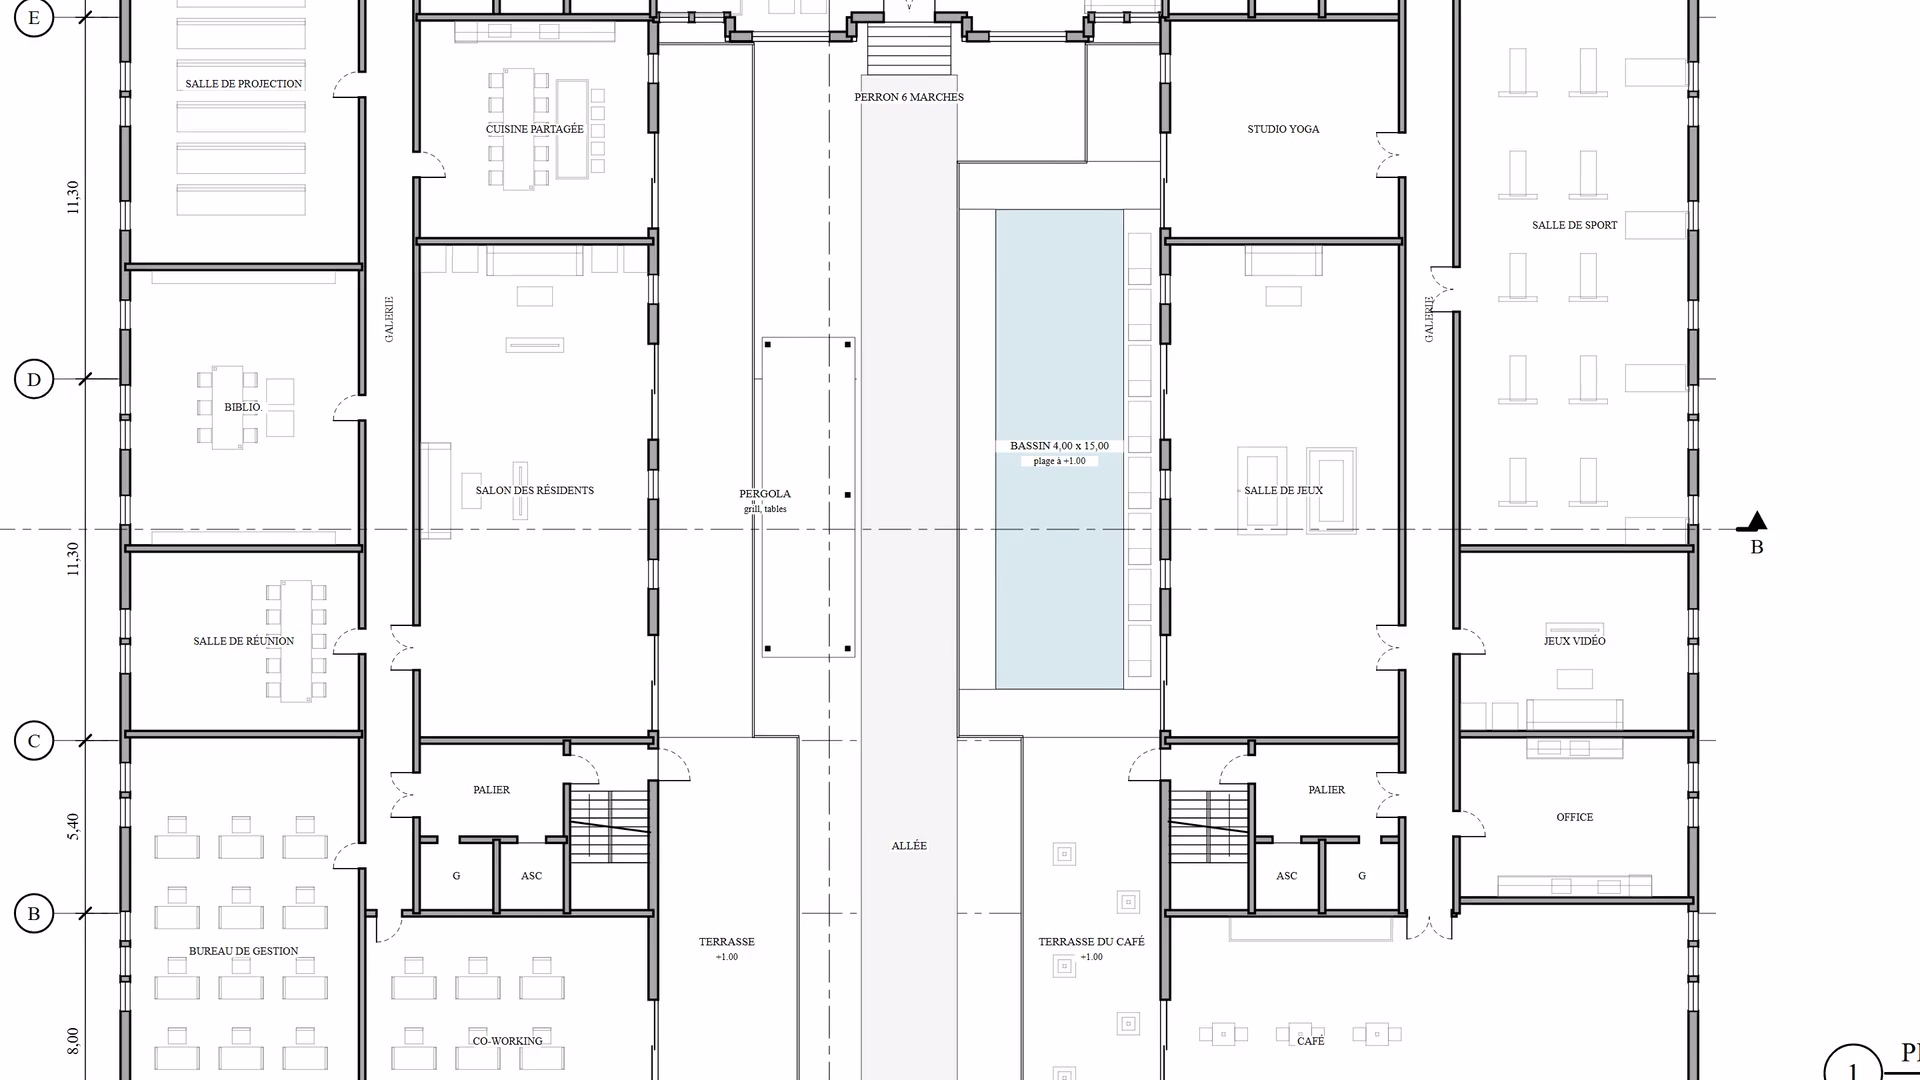 E
SALLE DE PROJECTION
PERRON 6 MARCHES
CUISINE PARTAGÉE
STUDIO YOGA
11,30
SALLE DE SPORT
GALERIE
GALERIE
D
BIBLIO.
BASSIN 4,00 x 15,00
plage à +1.00
SALON DES RÉSIDENTS
PERGOLA
grill, tables
SALLE DE JEUX
B
11,30
SALLE DE RÉUNION
JEUX VIDÉO
C
PALIER
PALIER
5,40
OFFICE
ALLÉE
G
ASC
ASC
G
B
BUREAU DE GESTION
TERRASSE
+1.00
TERRASSE DU CAFÉ
+1.00
8,00
CO-WORKING
CAFÉ
1